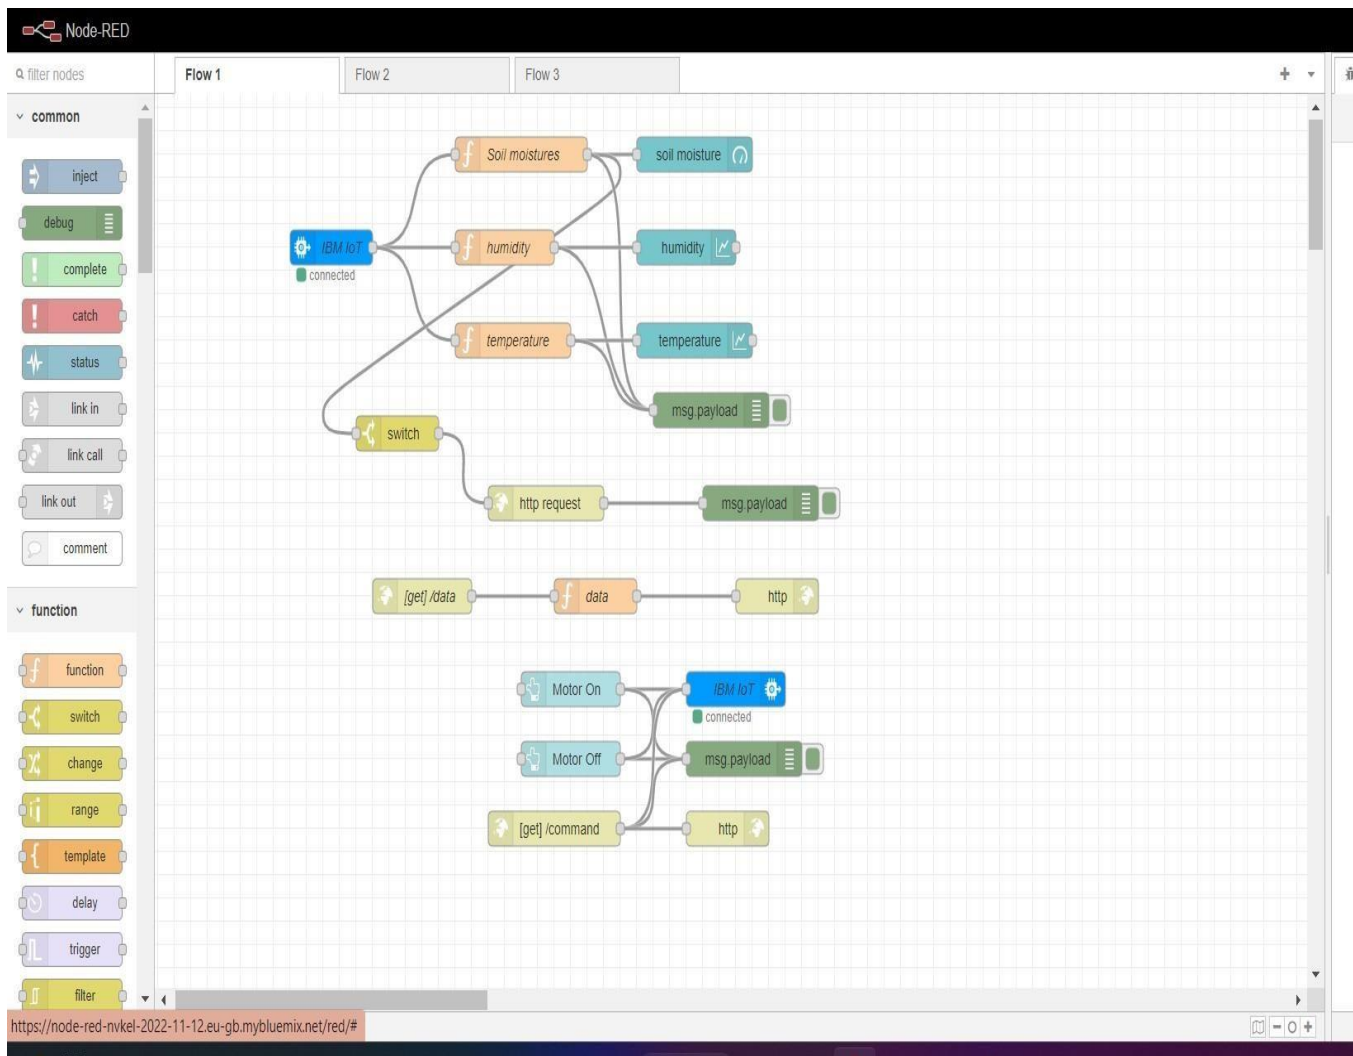 Node-RED
filter nodes
Flow 1
Flow 2
Flow 3
common
inject
debug
complete
catch
status
link in
link call
link out
comment
function
function
switch
change
range
template
delay
trigger
filter
Soil moistures
soil moisture
IBM IoT
connected
humidity
humidity
temperature
temperature
msg.payload
switch
http request
msg.payload
[get] /data
data
http
Motor On
IBM IoT
connected
Motor Off
msg.payload
[get] /command
http
https://node-red-nvkel-2022-11-12.eu-gb.mybluemix.net/red/#